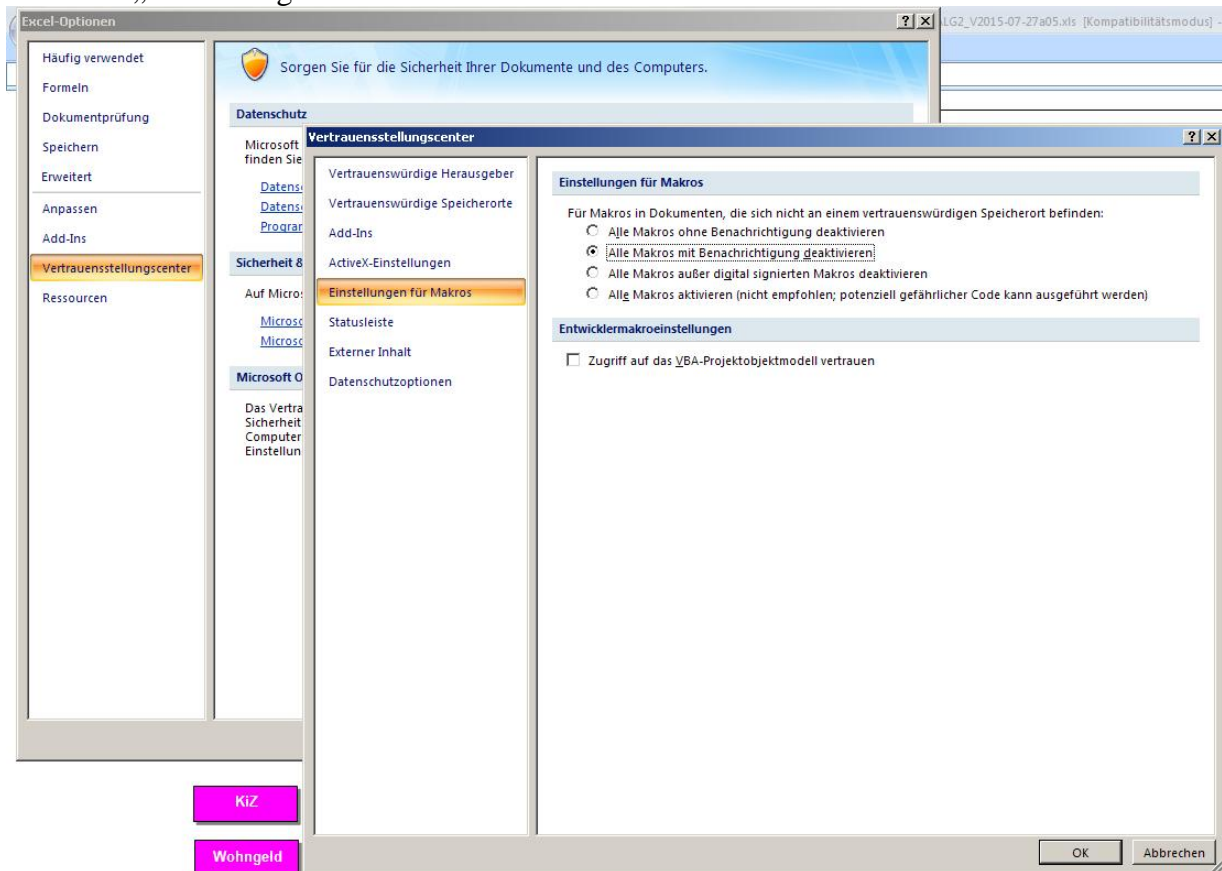 Excel-Optionen
LG2_V2015-07-27a05.xls [Kompatibilitätsmodus] -
Häufig verwendet
Formeln
Dokumentprüfung
Speichern
Erweitert
Anpassen
Add-Ins
Vertrauensstellungscenter
Ressourcen
Sorgen Sie für die Sicherheit Ihrer Dokumente und des Computers.
Datenschutz
Microsoft
finden Sie
Datens
Datens
Program
Sicherheit &
Auf Micros
Microso
Microso
Microsoft O
Das Vertra
Sicherheit
Computer
Einstellun
Vertrauensstellungscenter
Vertrauenswürdige Herausgeber
Vertrauenswürdige Speicherorte
Add-Ins
ActiveX-Einstellungen
Einstellungen für Makros
Statusleiste
Externer Inhalt
Datenschutzoptionen
Einstellungen für Makros
Für Makros in Dokumenten, die sich nicht an einem vertrauenswürdigen Speicherort befinden:
Alle Makros ohne Benachrichtigung deaktivieren
Alle Makros mit Benachrichtigung deaktivieren
Alle Makros außer digital signierten Makros deaktivieren
Alle Makros aktivieren (nicht empfohlen; potenziell gefährlicher Code kann ausgeführt werden)
Entwicklermakroeinstellungen
Zugriff auf das VBA-Projektobjektmodell vertrauen
KiZ
Wohngeld
OK
Abbrechen